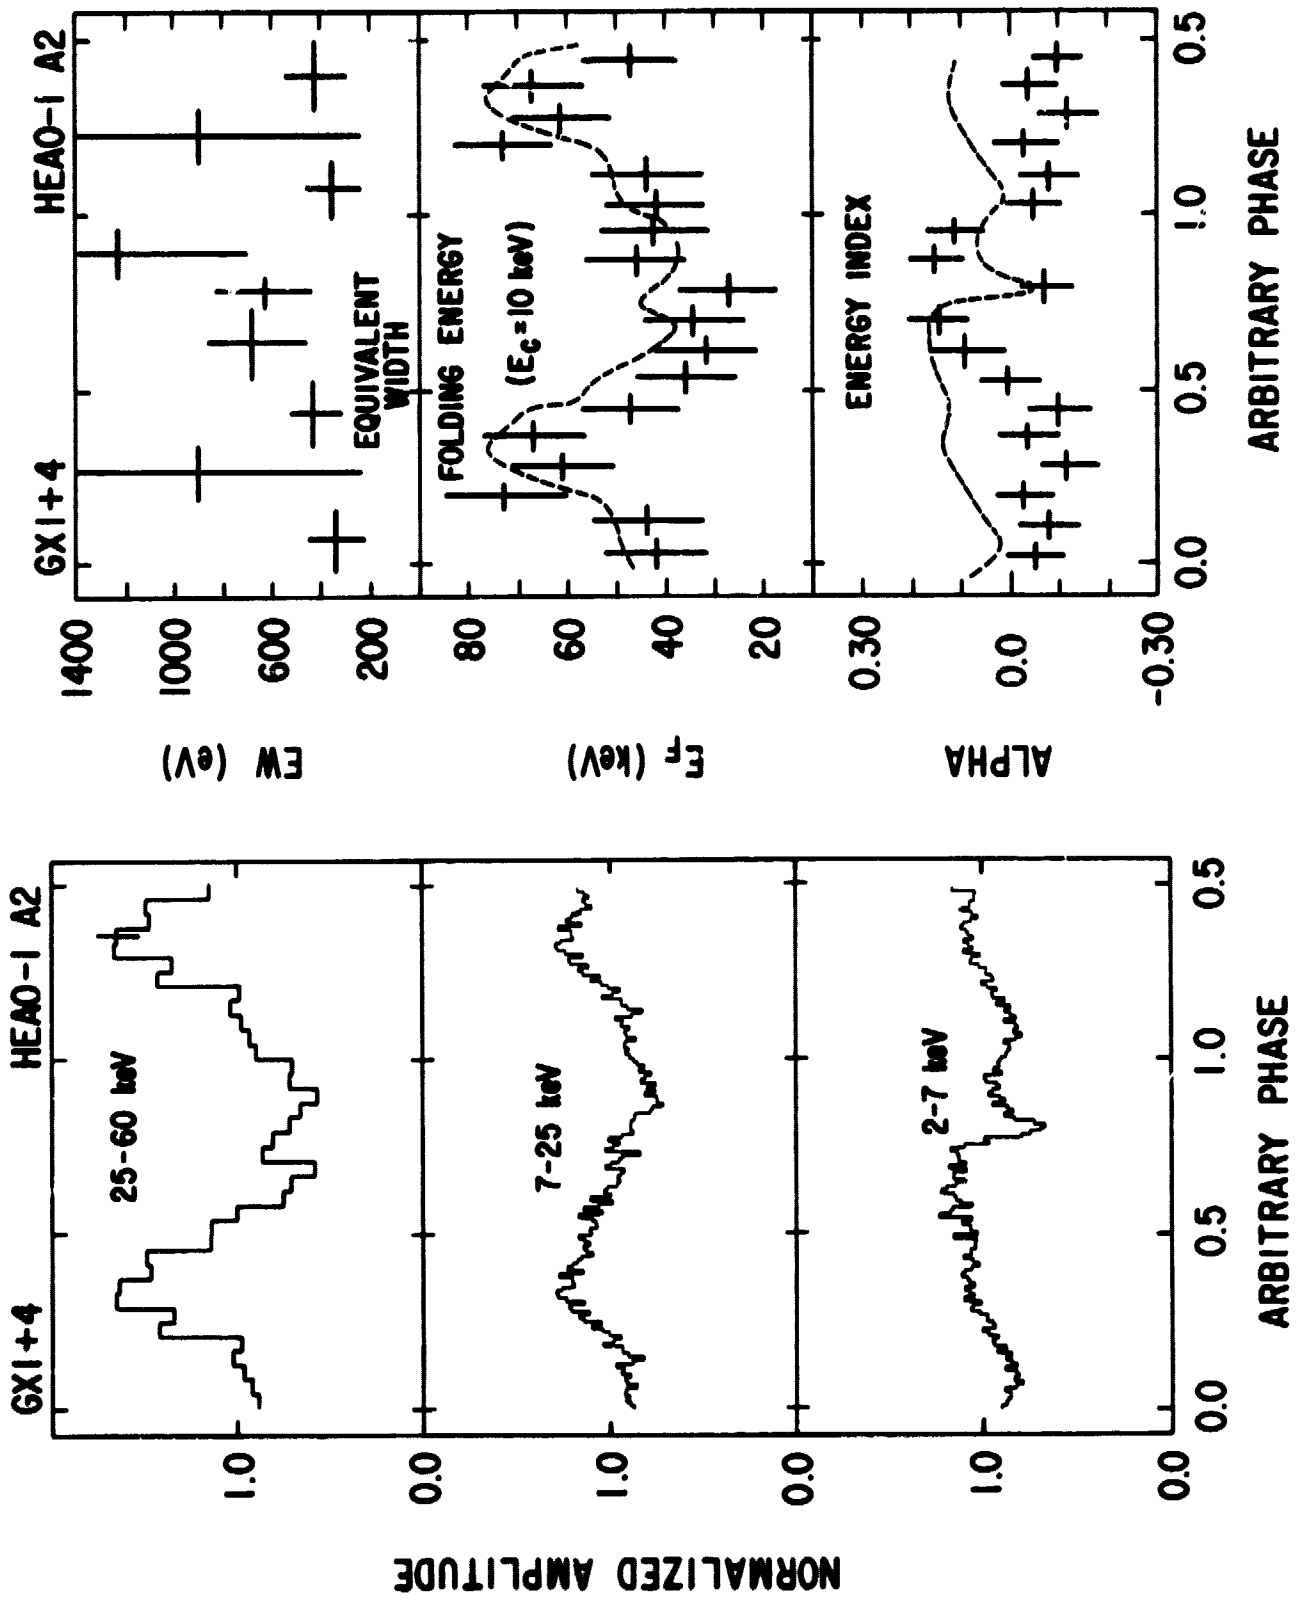 GX1+4 HEAO-1 A2
25-60 keV
7-25 keV
2-7 keV
1.0
0.0
1.0
0.0
1.0
0.0
NORMALIZED AMPLITUDE
0.0 0.5 1.0 0.5
ARBITRARY PHASE
GX1+4 HEAO-1 A2
EQUIVALENT
WIDTH
1400
1000
600
200
EW (eV)
FOLDING ENERGY
(Ec=10 keV)
80
60
40
20
EF (keV)
ENERGY INDEX
0.30
0.0
-0.30
ALPHA
0.0 0.5 1.0 0.5
ARBITRARY PHASE